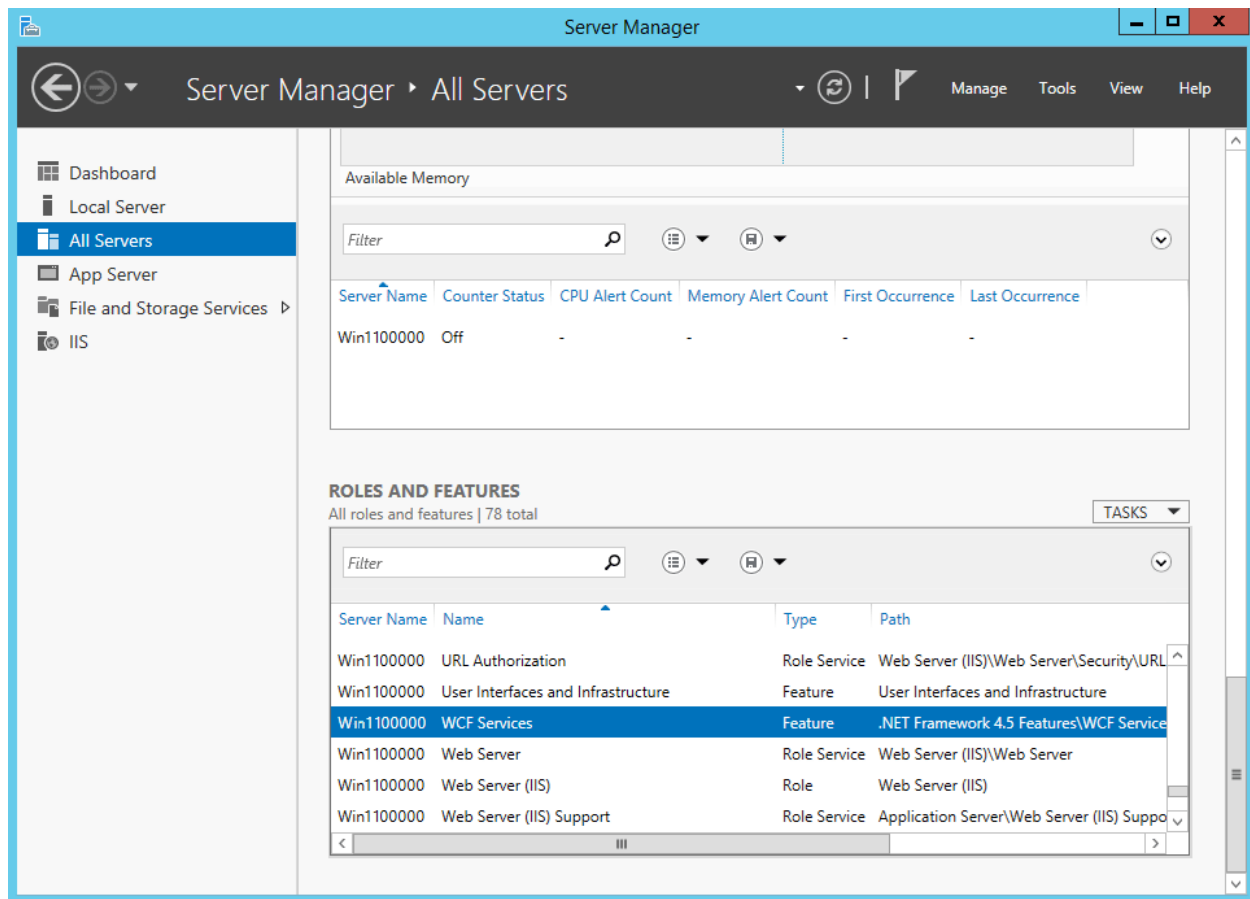 Server Manager
Server Manager • All Servers
Manage Tools View Help
Dashboard
Local Server
All Servers
App Server
File and Storage Services
IIS
Available Memory
Filter
Server Name Counter Status CPU Alert Count Memory Alert Count First Occurrence Last Occurrence
Win1100000 Off - - - -
ROLES AND FEATURES
All roles and features | 78 total
TASKS
Filter
Server Name Name Type Path
Win1100000 URL Authorization Role Service Web Server (IIS)\Web Server\Security\URL
Win1100000 User Interfaces and Infrastructure Feature User Interfaces and Infrastructure
Win1100000 WCF Services Feature .NET Framework 4.5 Features\WCF Service
Win1100000 Web Server Role Service Web Server (IIS)\Web Server
Win1100000 Web Server (IIS) Role Web Server (IIS)
Win1100000 Web Server (IIS) Support Role Service Application Server\Web Server (IIS) Suppo